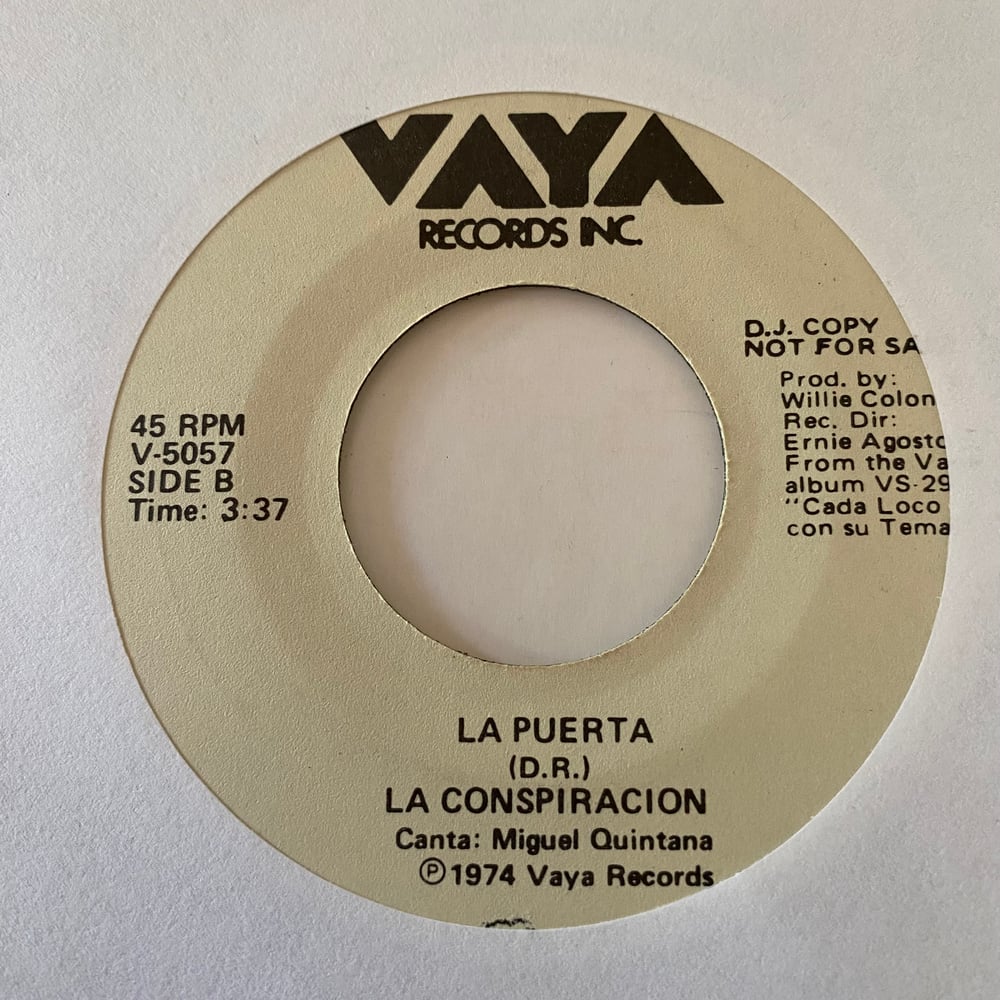 VAYA
RECORDS INC.
D.J. COPY
NOT FOR SA
Prod. by:
Willie Colon
Rec. Dir:
Ernie Agosto
From the Va
album VS-29
"Cada Loco
con su Tema
45 RPM
V-5057
SIDE B
Time: 3:37
LA PUERTA
(D.R.)
LA CONSPIRACION
Canta: Miguel Quintana
Ⓟ1974 Vaya Records